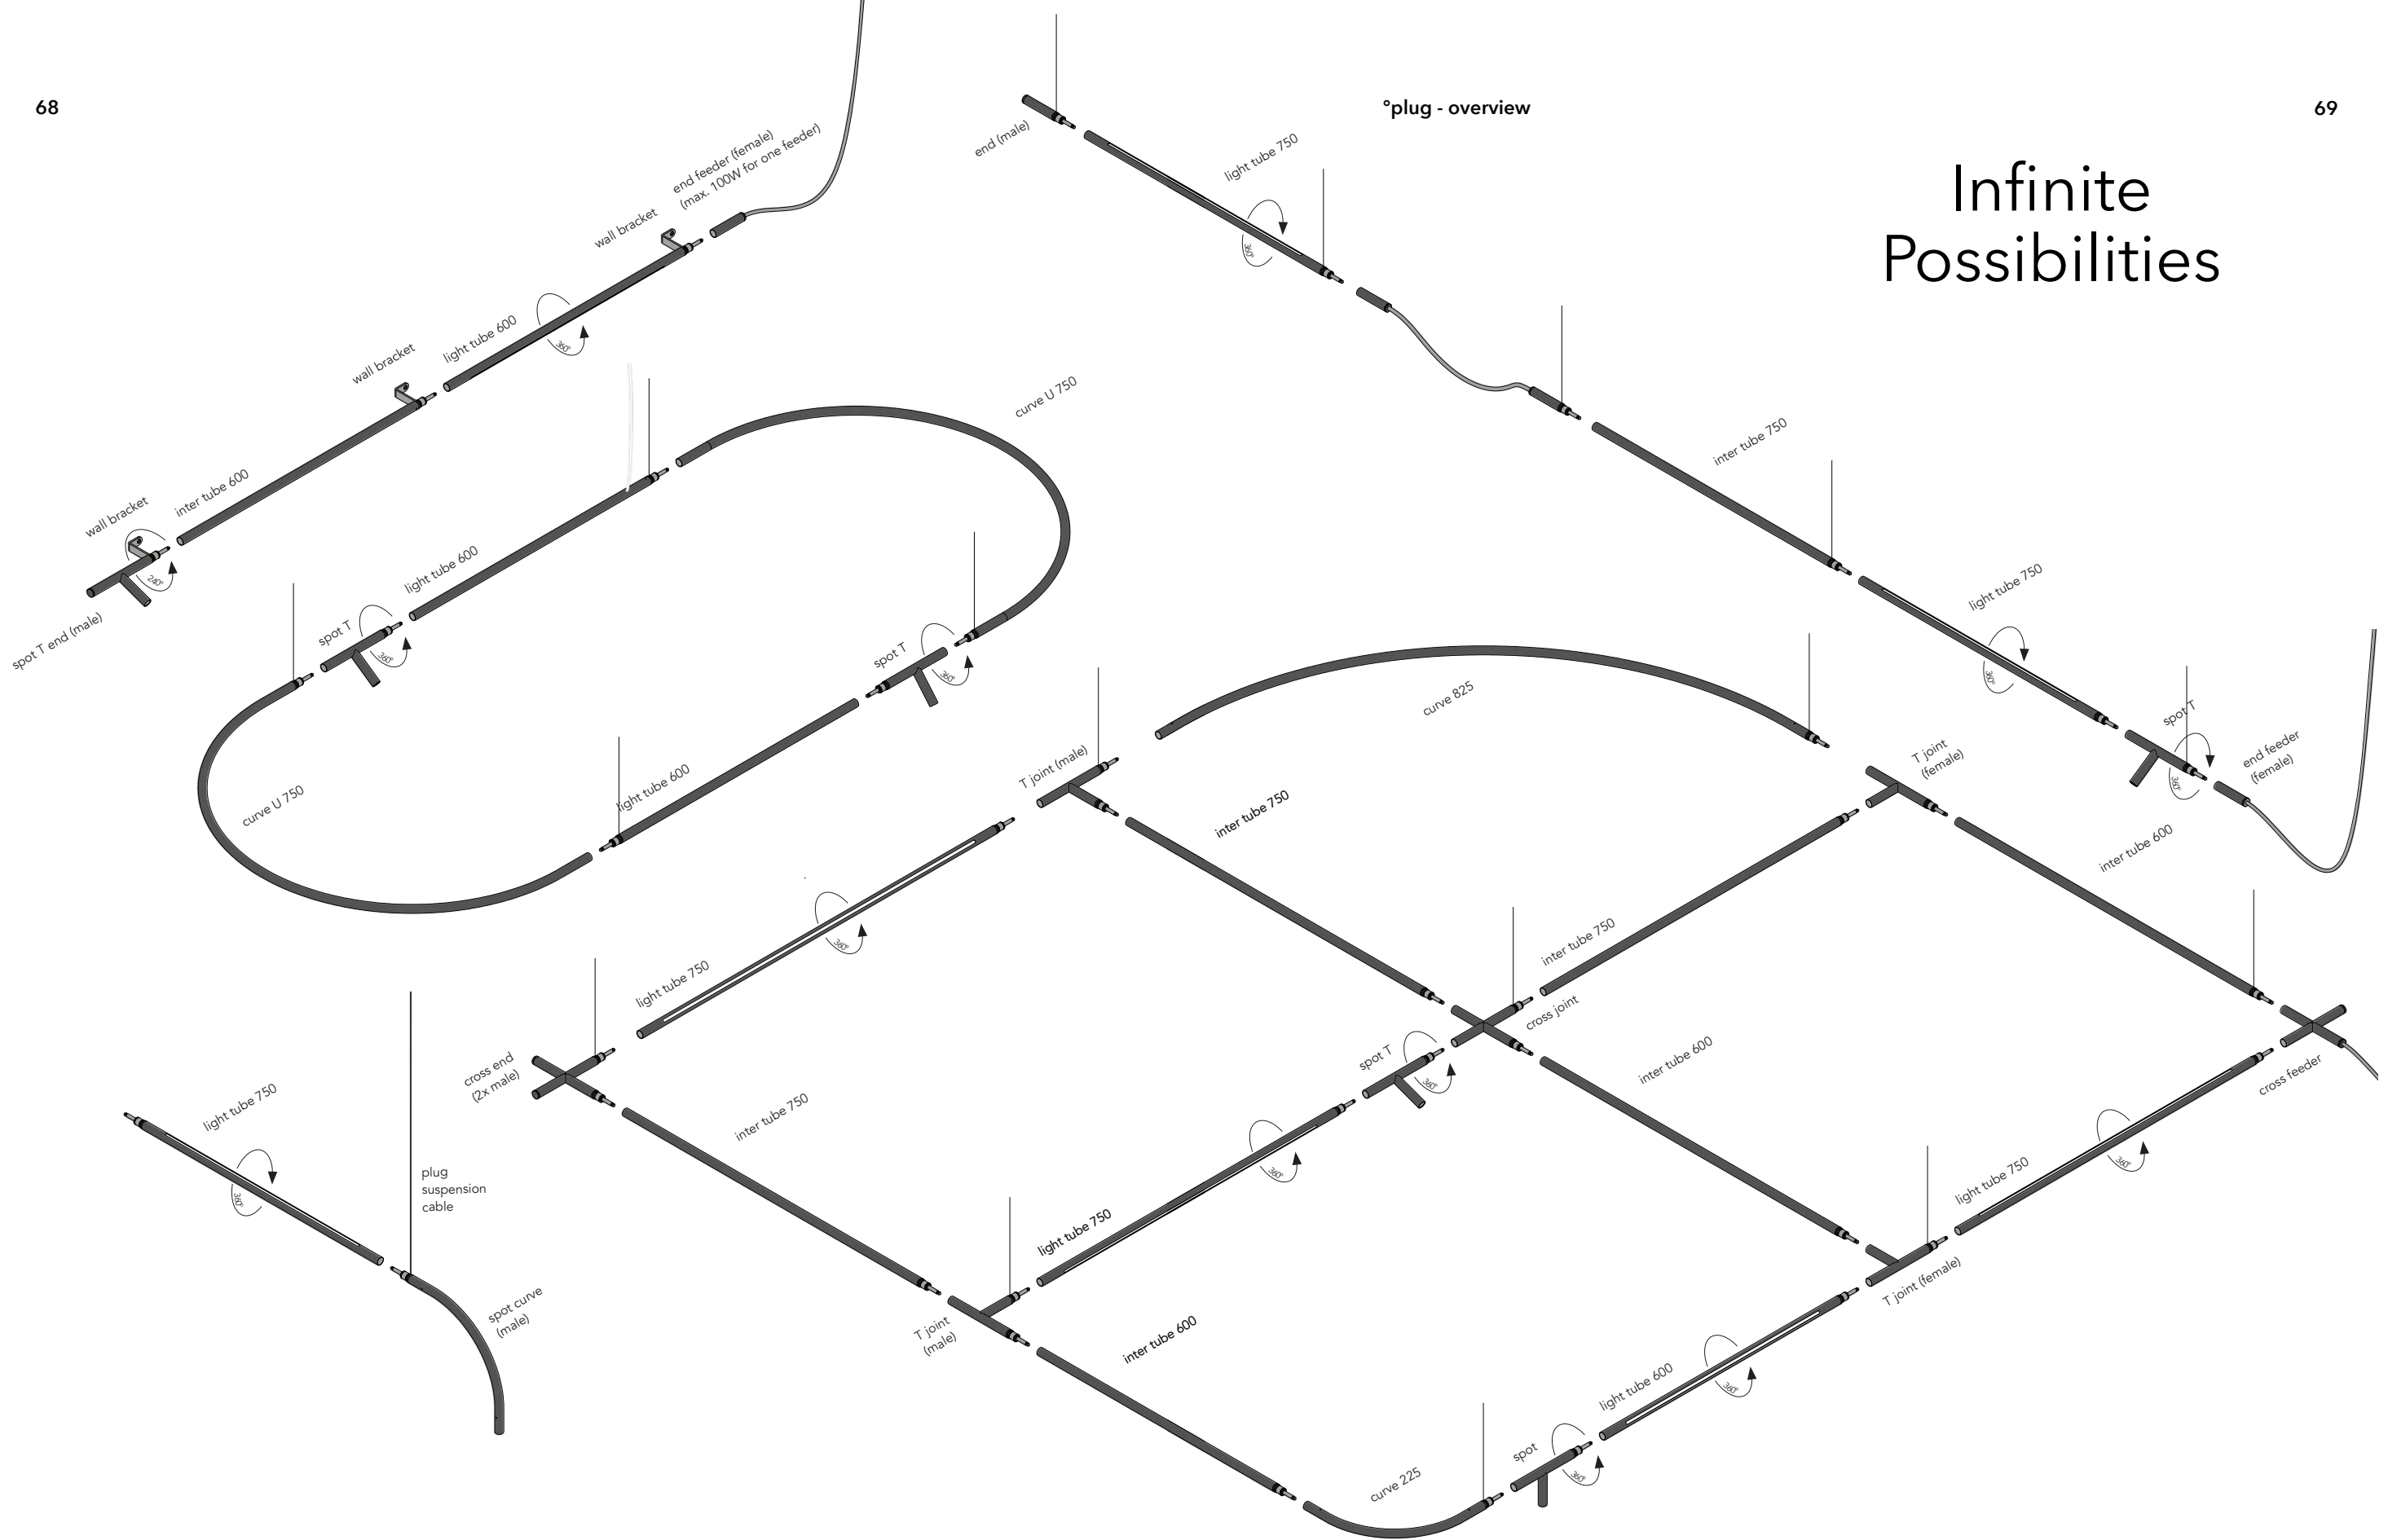 68
°plug - overview
69
Infinite
Possibilities
end feeder (female)
(max. 100W for one feeder)
wall bracket
light tube 600
360°
wall bracket
inter tube 600
wall bracket
240°
spot T end (male)
end (male)
light tube 750
360°
inter tube 750
light tube 750
360°
spot T
360°
end feeder
(female)
curve U 750
light tube 600
spot T
360°
spot T
360°
light tube 600
curve U 750
curve 825
T joint (male)
inter tube 750
T joint
(female)
inter tube 600
light tube 750
360°
inter tube 750
cross joint
spot T
360°
inter tube 600
cross feeder
cross end
(2x male)
inter tube 750
light tube 750
360°
light tube 750
360°
T joint (female)
T joint
(male)
inter tube 600
light tube 600
360°
spot
360°
curve 225
light tube 750
360°
plug
suspension
cable
spot curve
(male)